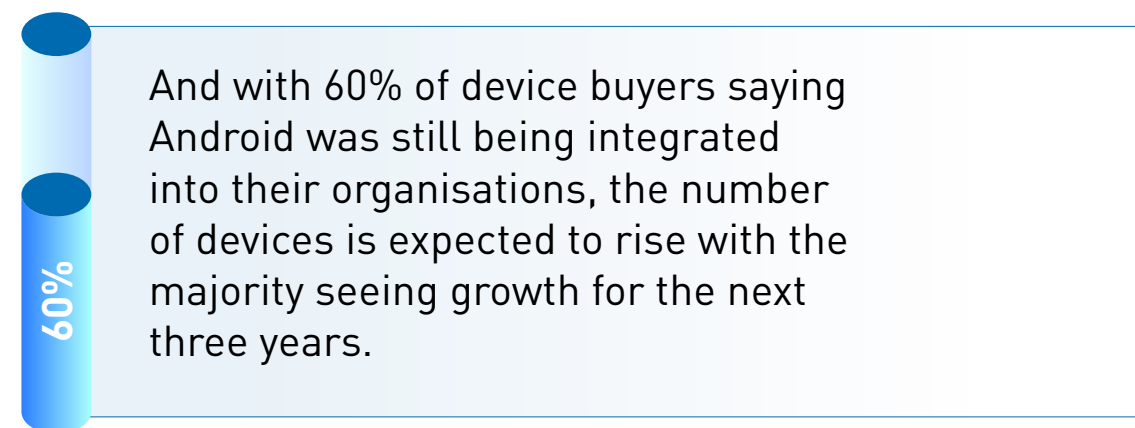 And with 60% of device buyers saying
Android was still being integrated
into their organisations, the number
of devices is expected to rise with the
majority seeing growth for the next
three years.
60%